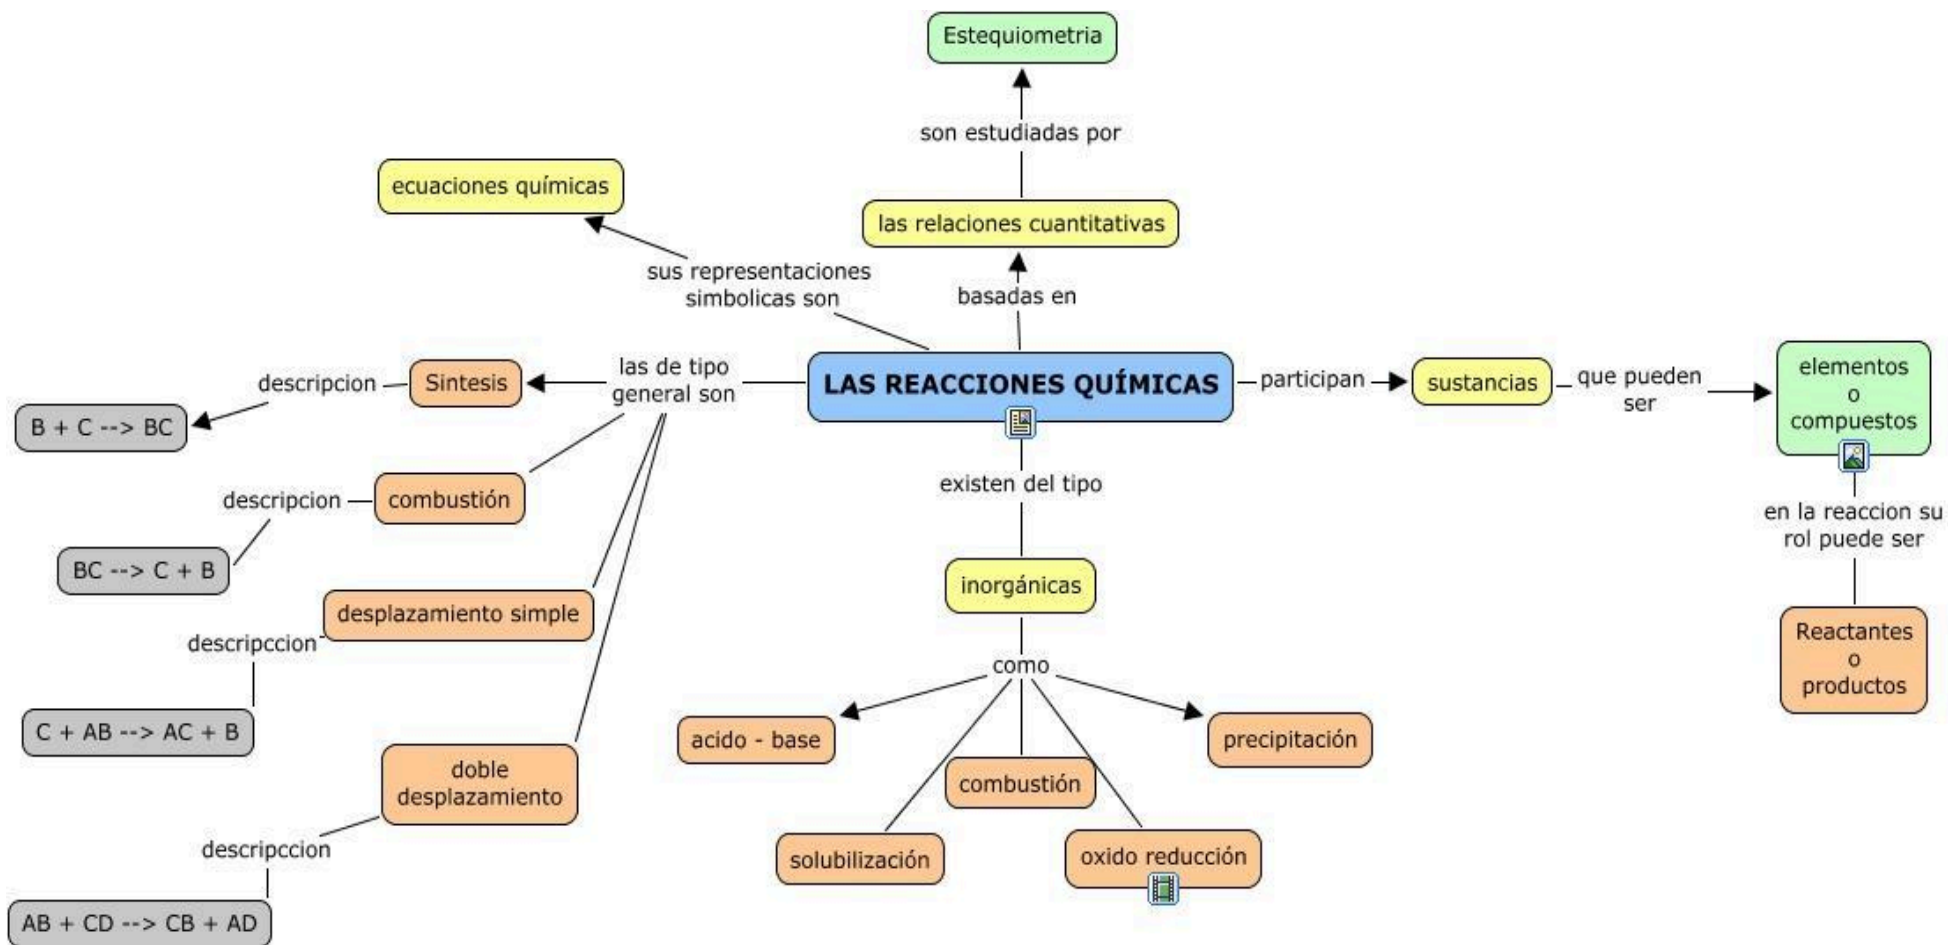 Estequiometria
son estudiadas por
ecuaciones químicas
las relaciones cuantitativas
sus representaciones
simbolicas son
basadas en
LAS REACCIONES QUÍMICAS
las de tipo
general son
Sintesis
descripcion
B + C --> BC
combustión
descripcion
BC --> C + B
desplazamiento simple
descripccion
C + AB --> AC + B
doble
desplazamiento
descripccion
AB + CD --> CB + AD
existen del tipo
inorgánicas
como
acido - base
solubilización
combustión
oxido reducción
precipitación
participan
sustancias
que pueden
ser
elementos
o
compuestos
en la reaccion su
rol puede ser
Reactantes
o
productos